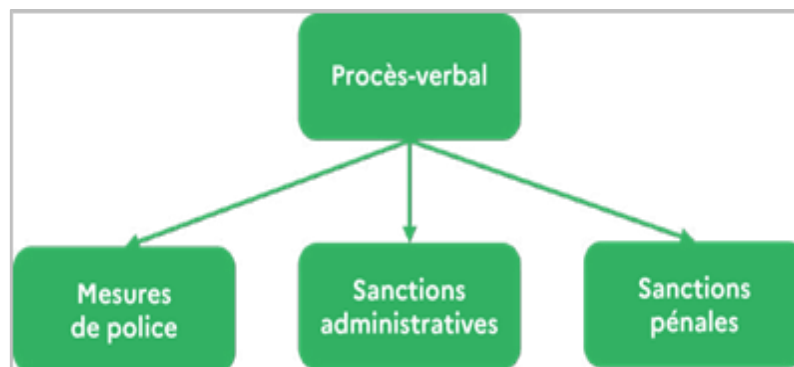 Procès-verbal
Mesures
de police
Sanctions
administratives
Sanctions
pénales